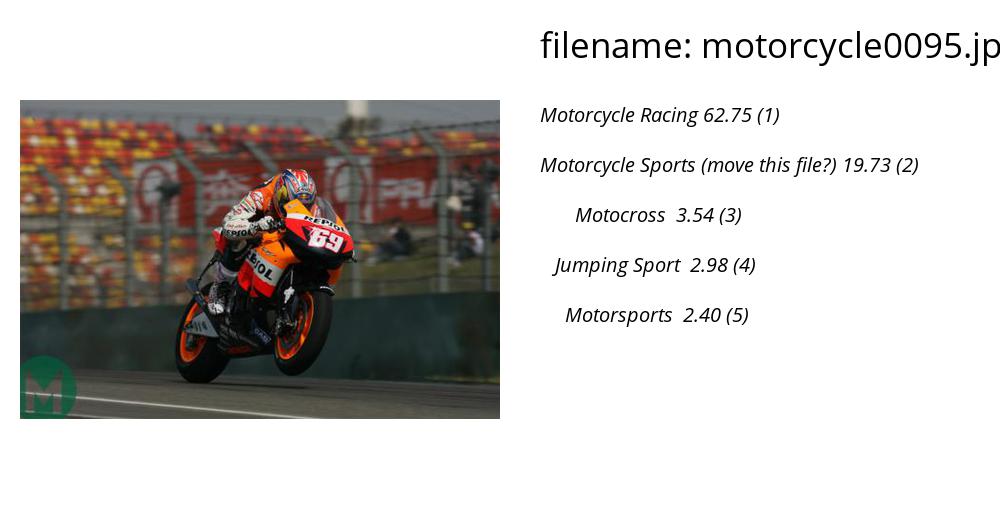 filename: motorcycle0095.jp
Motorcycle Racing 62.75 (1)
Motorcycle Sports (move this file?) 19.73 (2)
Motocross 3.54 (3)
Jumping Sport 2.98 (4)
Motorsports 2.40 (5)
REPSOL
69
M